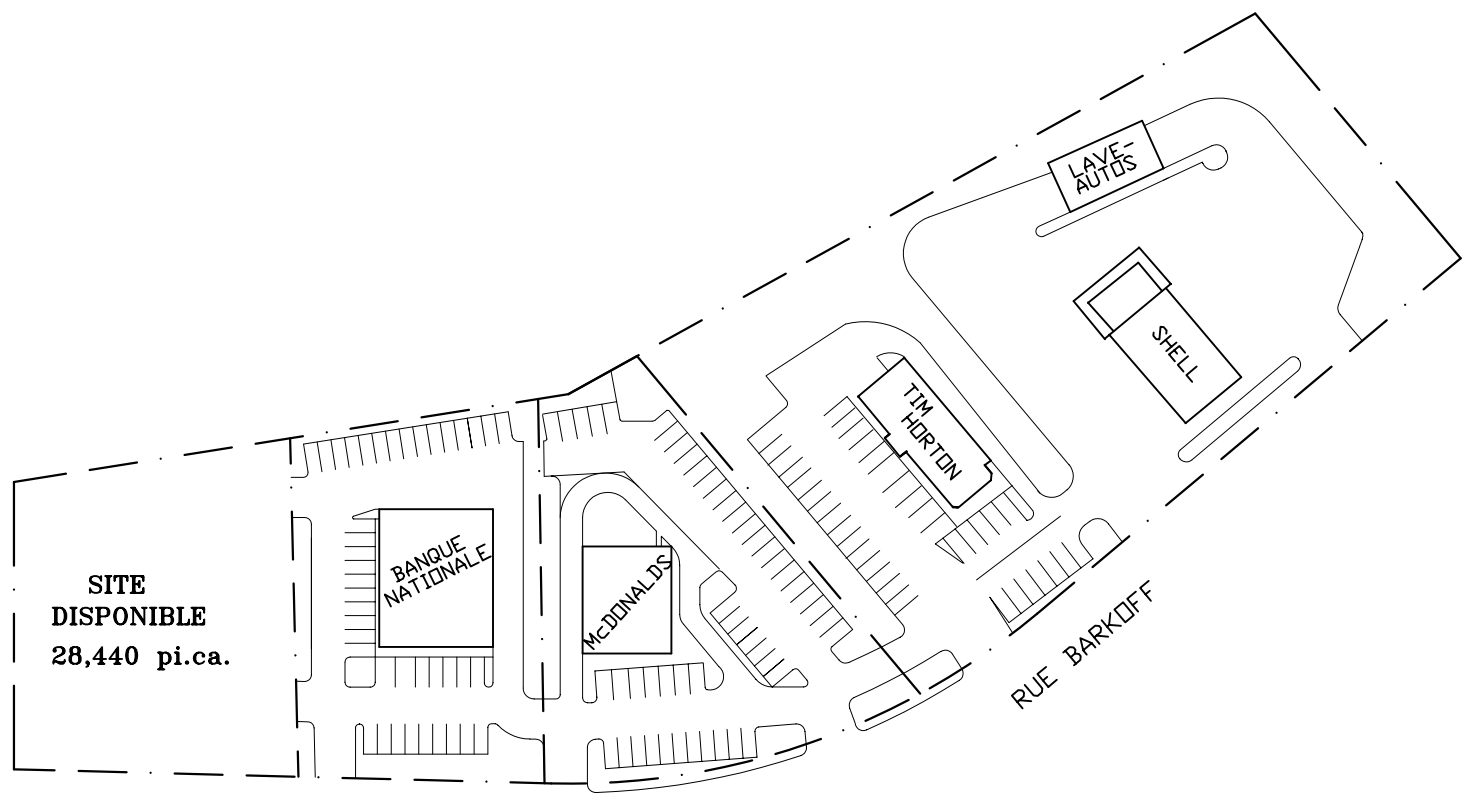 LAVE-
AUTOS
SHELL
TIM
HORTON
BANQUE
NATIONALE
McDONALDS
SITE
DISPONIBLE
28,440 pi.ca.
RUE BARKOFF